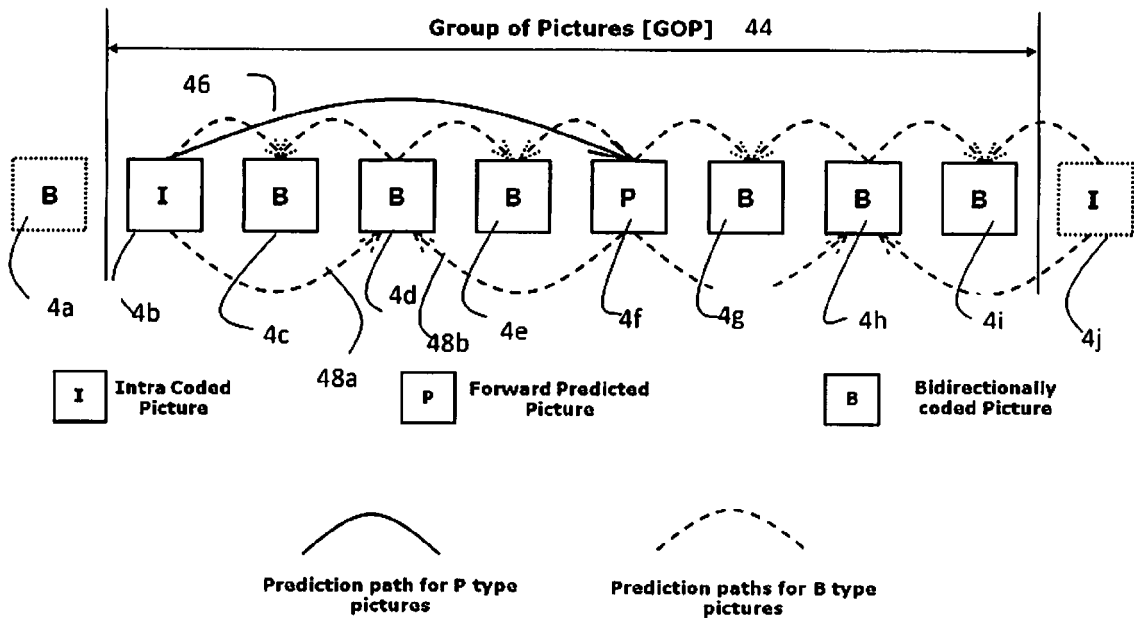 Group of Pictures [GOP] 44
46
B I B B B P B B B I
4a 4b 4c 4d 4e 4f 4g 4h 4i 4j
48a 48b
I Intra Coded
Picture
P Forward Predicted
Picture
B Bidirectionally
coded Picture
Prediction path for P type
pictures
Prediction paths for B type
pictures